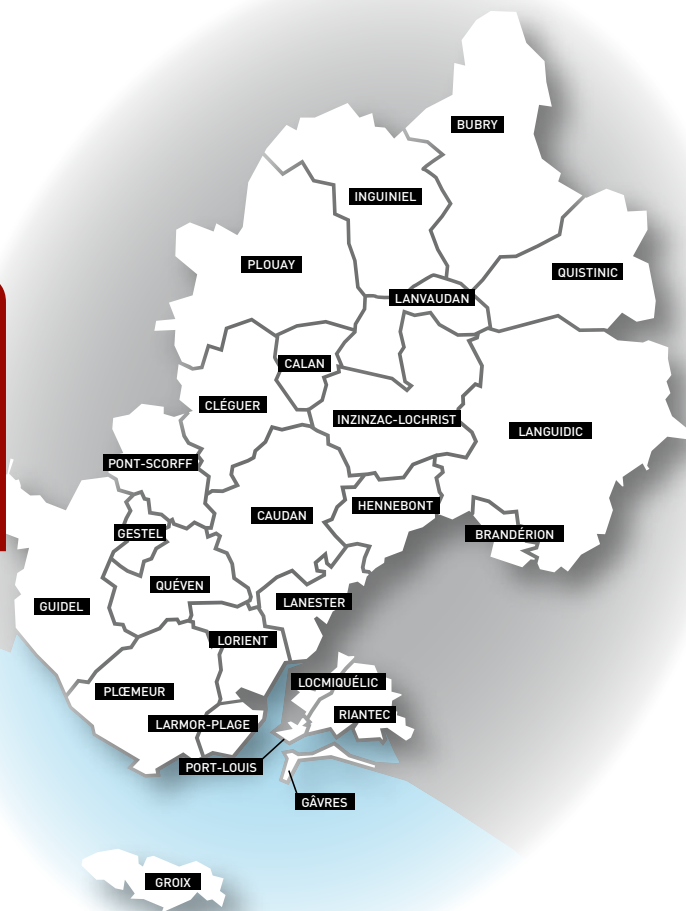 BUBRY
INGUINIEL
PLOUAY
QUISTINIC
LANVAUDAN
CALAN
CLÉGUER
INZINZAC-LOCHRIST
LANGUIDIC
PONT-SCORFF
HENNEBONT
CAUDAN
GESTEL
BRANDÉRION
QUÉVEN
GUIDEL
LANESTER
LORIENT
LOCMIQUÉLIC
PLŒMEUR
RIANTEC
LARMOR-PLAGE
PORT-LOUIS
GÂVRES
GROIX